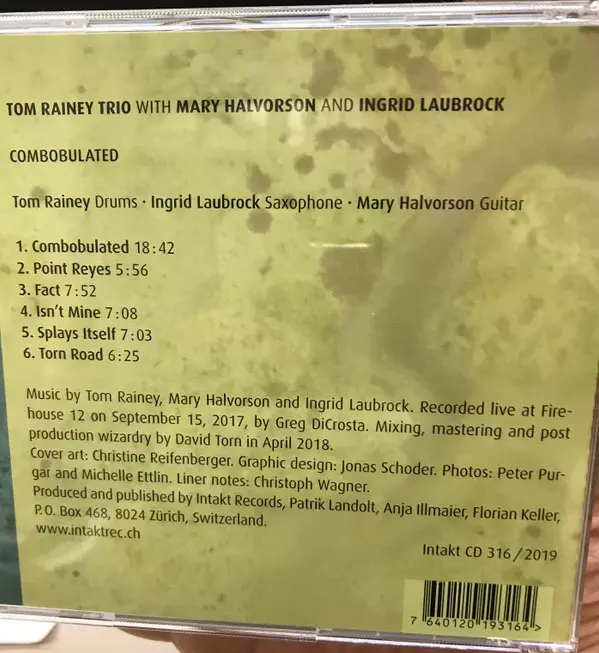 TOM RAINEY TRIO WITH MARY HALVORSON AND INGRID LAUBROCK
COMBOBULATED
Tom Rainey Drums · Ingrid Laubrock Saxophone · Mary Halvorson Guitar
1. Combobulated 18:42
2. Point Reyes 5:56
3. Fact 7:52
4. Isn't Mine 7:08
5. Splays Itself 7:03
6. Torn Road 6:25
Music by Tom Rainey, Mary Halvorson and Ingrid Laubrock. Recorded live at Fire-
house 12 on September 15, 2017, by Greg DiCrosta. Mixing, mastering and post
production wizardry by David Torn in April 2018.
Cover art: Christine Reifenberger. Graphic design: Jonas Schoder. Photos: Peter Pur-
gar and Michelle Ettlin. Liner notes: Christoph Wagner.
Produced and published by Intakt Records, Patrik Landolt, Anja Illmaier, Florian Keller,
P.O. Box 468, 8024 Zürich, Switzerland.
www.intaktrec.ch
Intakt CD 316/2019
7 640120 193164 >